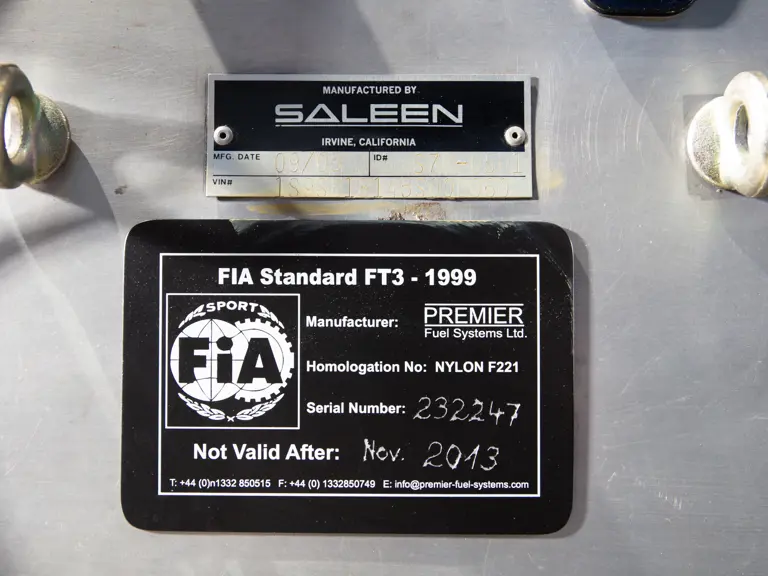 MANUFACTURED BY
SALEEN
IRVINE, CALIFORNIA
MFG. DATE ID#
VIN#
FIA Standard FT3 - 1999
SPORT
FiA
Manufacturer: PREMIER
Fuel Systems Ltd.
Homologation No: NYLON F221
Serial Number: 232247
Not Valid After: Nov. 2013
T: +44 (0)n1332 850515 F: +44 (0) 1332850749 E: info@premier-fuel-systems.com